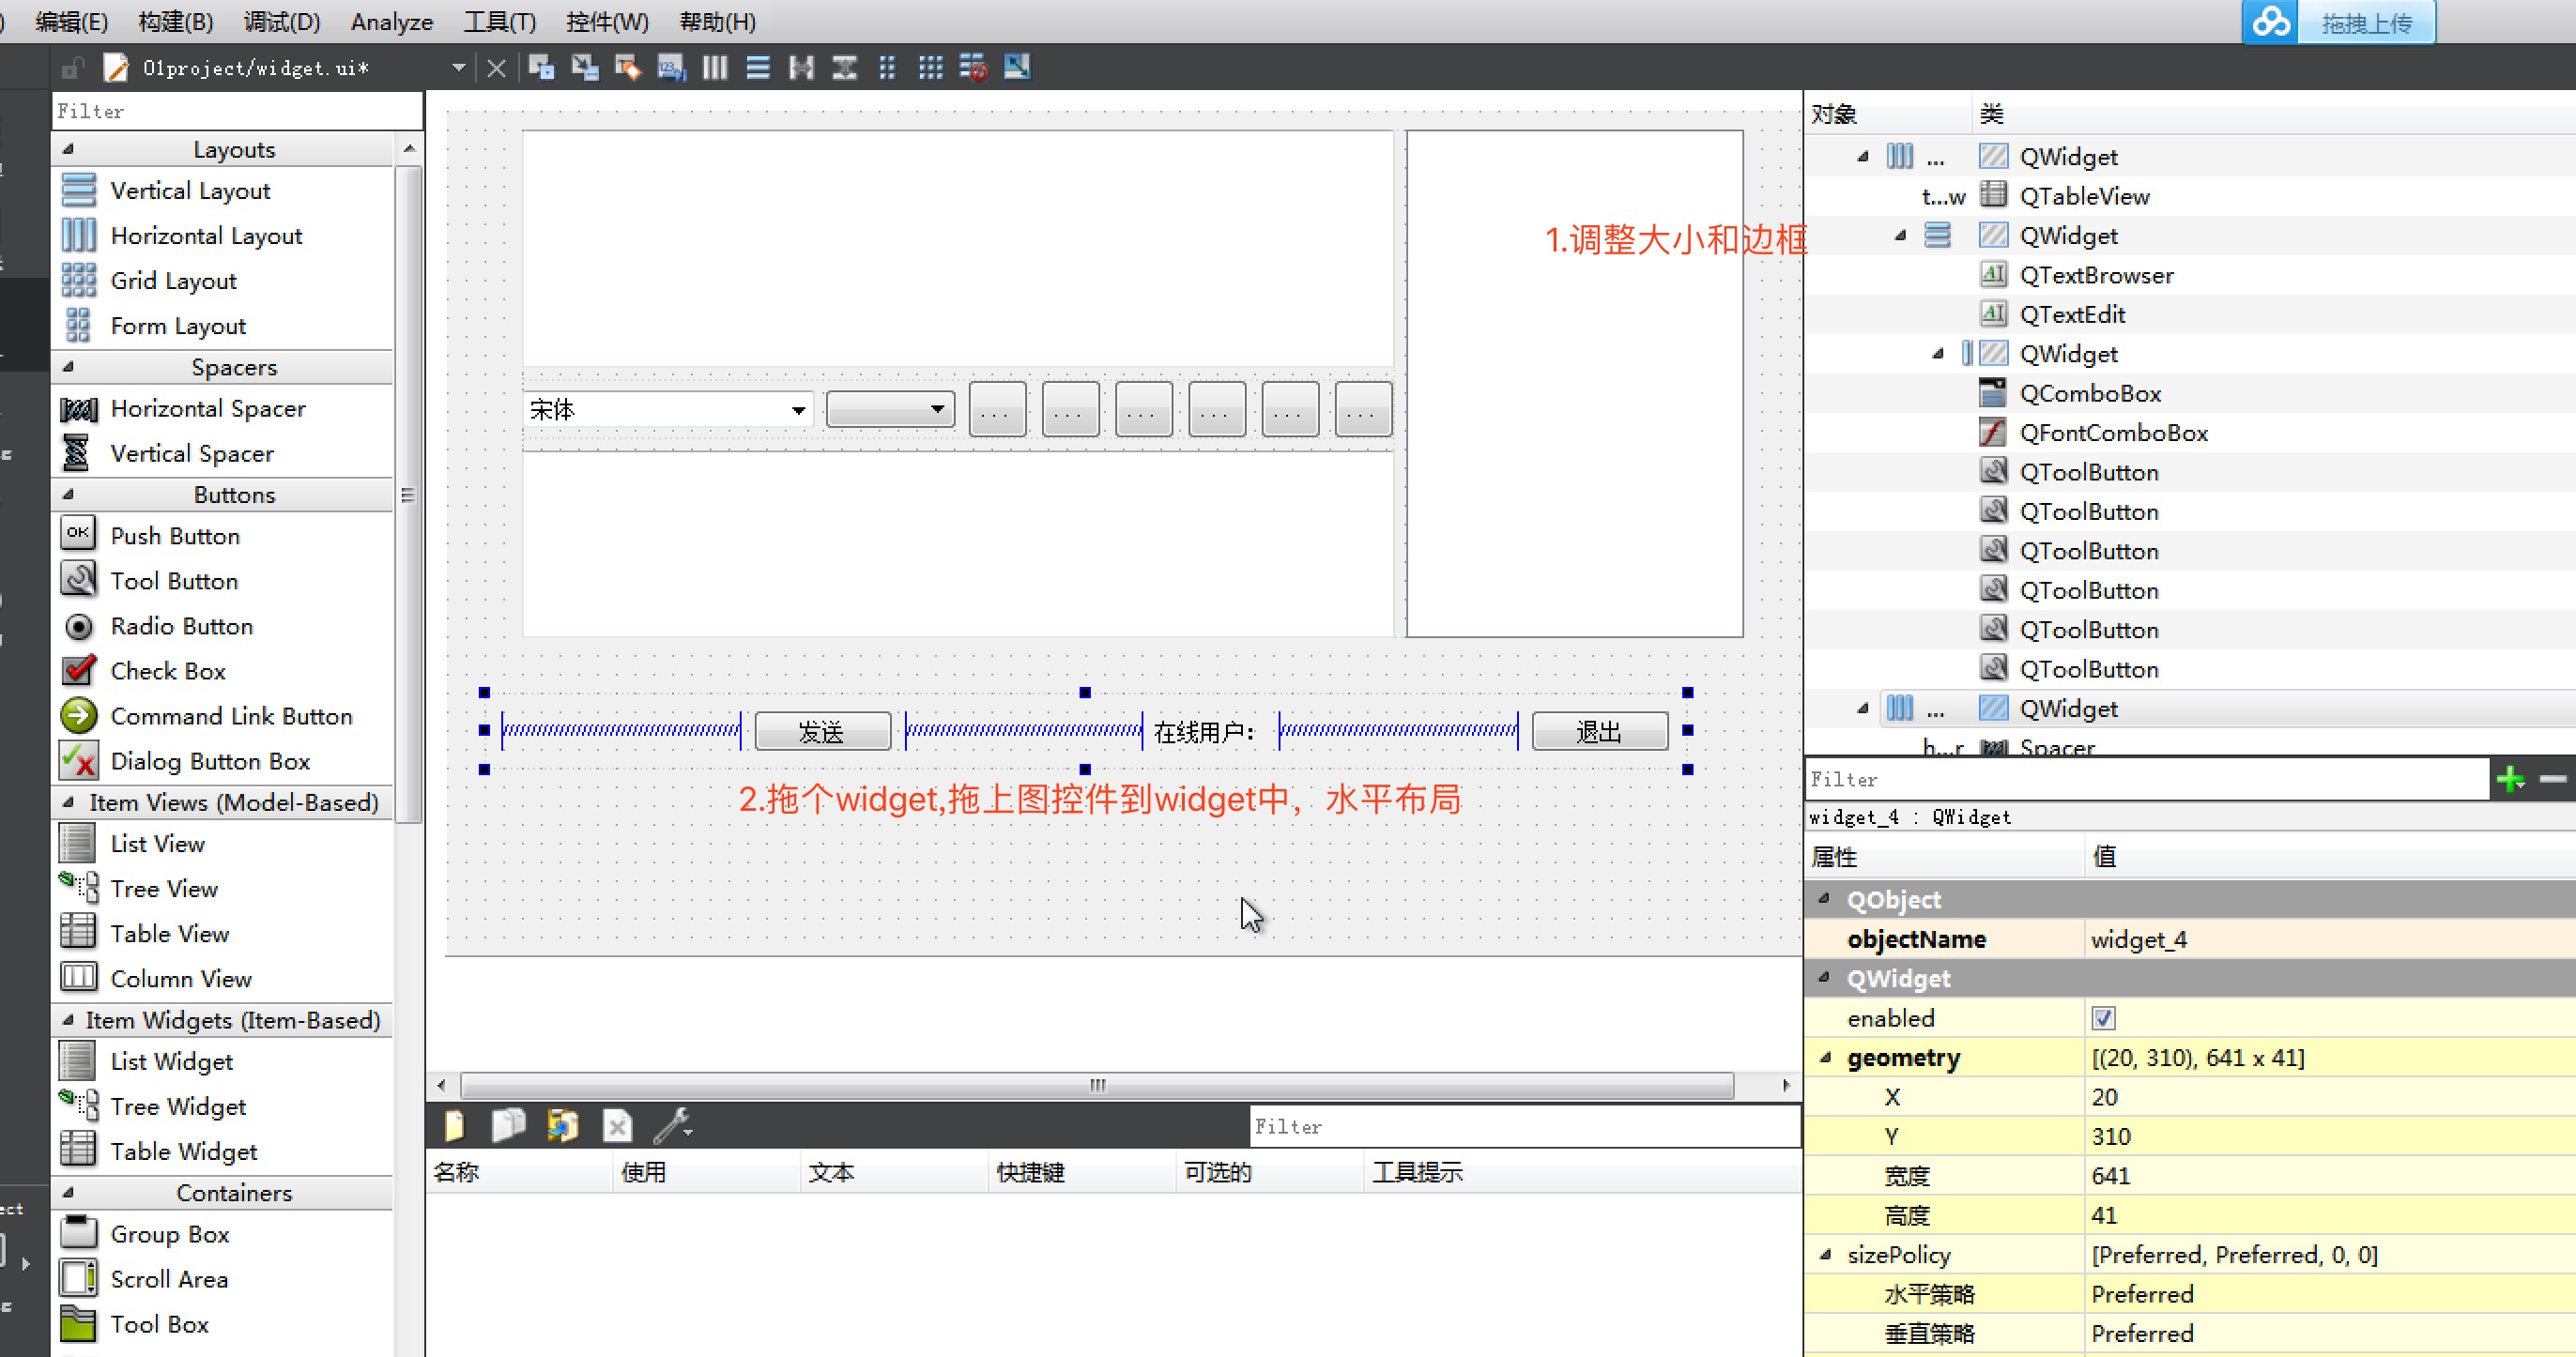 编辑(E) 构建(B) 调试(D) Analyze 工具(T) 控件(W) 帮助(H)
拖拽上传
01project/widget.ui*
Filter
Layouts
Vertical Layout
Horizontal Layout
Grid Layout
Form Layout
Spacers
Horizontal Spacer
Vertical Spacer
Buttons
OK Push Button
Tool Button
Radio Button
Check Box
Command Link Button
Dialog Button Box
Item Views (Model-Based)
List View
Tree View
Table View
Column View
Item Widgets (Item-Based)
List Widget
Tree Widget
Table Widget
Containers
Group Box
Scroll Area
Tool Box
1.调整大小和边框
宋体
... ... ... ... ... ...
发送 在线用户: 退出
2.拖个widget,拖上图控件到widget中，水平布局
Filter
名称 使用 文本 快捷键 可选的 工具提示
对象 类
... QWidget
t...w QTableView
QWidget
QTextBrowser
QTextEdit
QWidget
QComboBox
QFontComboBox
QToolButton
QToolButton
QToolButton
QToolButton
QToolButton
QToolButton
... QWidget
h...r Spacer
Filter
widget_4 : QWidget
属性 值
QObject
objectName widget_4
QWidget
enabled
geometry [(20, 310), 641 x 41]
X 20
Y 310
宽度 641
高度 41
sizePolicy [Preferred, Preferred, 0, 0]
水平策略 Preferred
垂直策略 Preferred